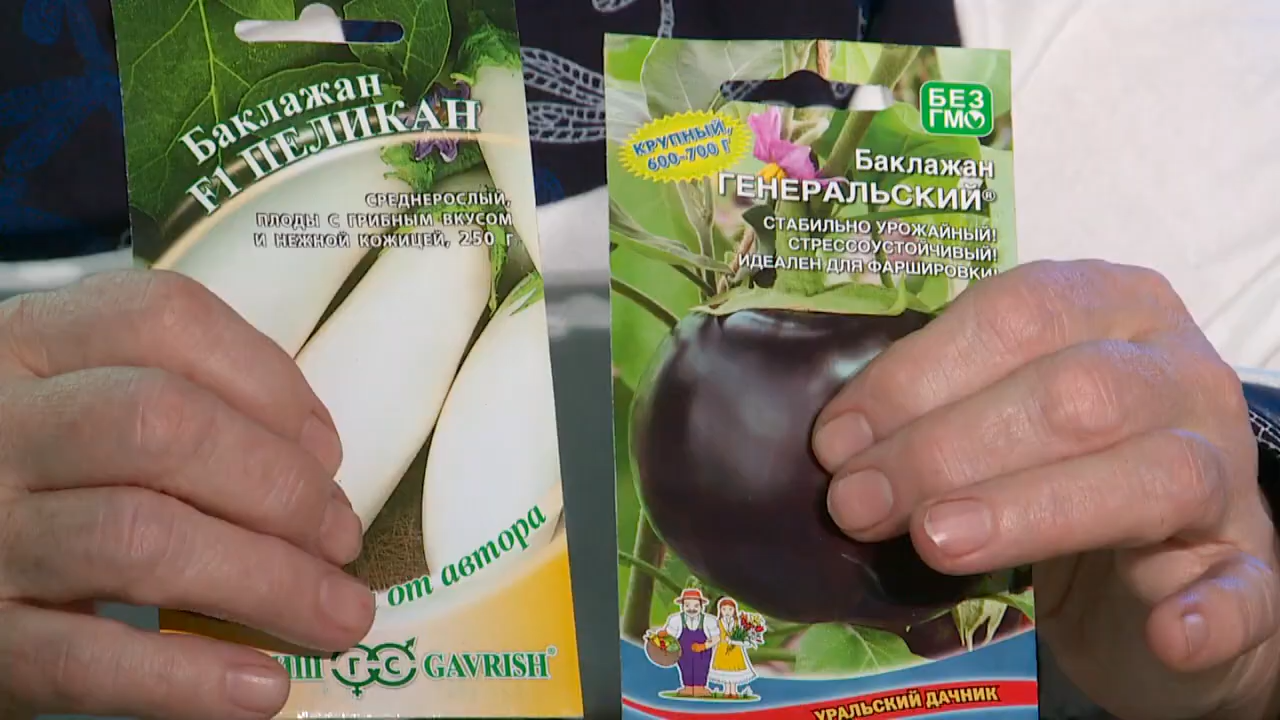 Баклажан
F1 ПЕЛИКАН
СРЕДНЕРОСЛЫЙ,
ПЛОДЫ С ГРИБНЫМ ВКУСОМ
И НЕЖНОЙ КОЖИЦЕЙ, 250 г
от автора
ГС GAVRISH®
БЕЗ
ГМО
КРУПНЫЙ,
600-700 Г
Баклажан
ГЕНЕРАЛЬСКИЙ®
СТАБИЛЬНО УРОЖАЙНЫЙ!
СТРЕССОУСТОЙЧИВЫЙ!
ИДЕАЛЕН ДЛЯ ФАРШИРОВКИ!
УРАЛЬСКИЙ ДАЧНИК